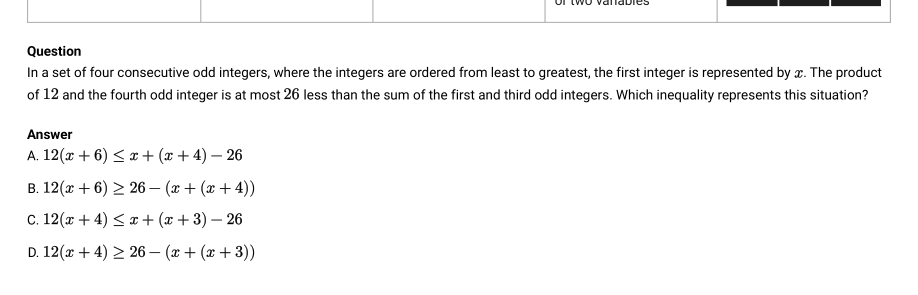 of two variables
Question
In a set of four consecutive odd integers, where the integers are ordered from least to greatest, the first integer is represented by x. The product
of 12 and the fourth odd integer is at most 26 less than the sum of the first and third odd integers. Which inequality represents this situation?
Answer
A. 12(x + 6) ≤ x + (x + 4) − 26
B. 12(x + 6) ≥ 26 − (x + (x + 4))
C. 12(x + 4) ≤ x + (x + 3) − 26
D. 12(x + 4) ≥ 26 − (x + (x + 3))